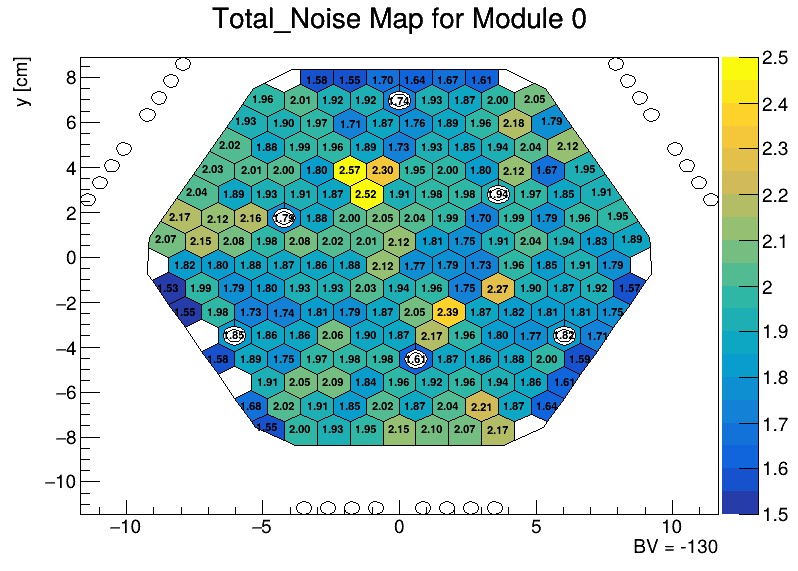 Total_Noise Map for Module 0
y [cm]
8
6
4
2
0
−2
−4
−6
−8
−10
1.58 1.55 1.70 1.64 1.67 1.61
1.96 2.01 1.92 1.92 1.74 1.93 1.87 2.00 2.05
1.93 1.90 1.97 1.71 1.87 1.76 1.89 1.66 2.18 1.79
2.02 1.88 1.99 1.89 1.73 1.93 1.85 1.94 2.04 2.12
2.03 2.01 2.00 1.80 2.57 2.30 1.95 2.00 1.80 2.12 1.67 1.95
2.04 1.89 1.93 1.91 1.97 2.52 1.91 1.98 1.98 1.94 1.97 1.85 1.91
2.17 2.12 2.16 1.79 1.88 2.00 2.05 2.04 1.99 1.70 1.99 1.79 1.96 1.95
2.07 2.15 2.08 1.98 2.08 2.02 2.01 2.12 1.81 1.75 1.91 2.04 1.94 1.83 1.89
1.82 1.80 1.88 1.87 1.86 1.88 2.12 1.77 1.79 1.73 1.96 1.85 1.91 1.79
1.53 1.99 1.79 1.80 1.93 1.93 2.03 1.94 1.96 1.75 2.27 1.90 1.87 1.92 1.57
1.55 1.98 1.73 1.74 1.81 1.79 1.87 2.05 2.39 1.87 1.82 1.81 1.81 1.75
1.85 1.86 1.86 2.06 1.90 1.87 2.17 1.96 1.80 1.77 1.82 1.71
1.58 1.89 1.75 1.97 1.98 1.98 1.61 1.87 1.86 1.88 2.00 1.59
1.91 2.05 2.09 1.84 1.96 1.92 1.96 1.94 1.86 1.61
1.68 2.02 1.91 1.85 2.02 1.87 2.04 2.21 1.87 1.64
1.55 2.00 1.93 1.95 2.15 2.10 2.07 2.17
−10 −5 0 5 10
BV = -130
2.5
2.4
2.3
2.2
2.1
2
1.9
1.8
1.7
1.6
1.5